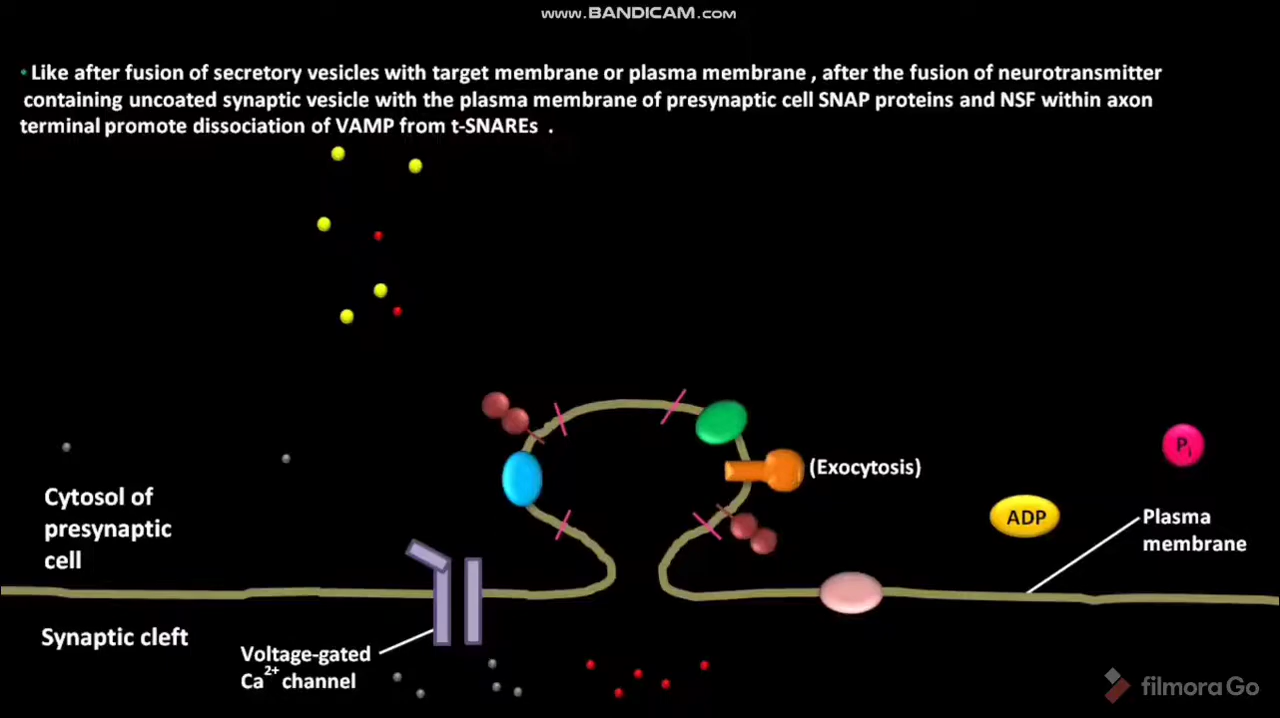 www.BANDICAM.com
• Like after fusion of secretory vesicles with target membrane or plasma membrane , after the fusion of neurotransmitter
containing uncoated synaptic vesicle with the plasma membrane of presynaptic cell SNAP proteins and NSF within axon
terminal promote dissociation of VAMP from t-SNAREs .
(Exocytosis)
Pi
ADP
Plasma
membrane
Cytosol of
presynaptic
cell
Synaptic cleft
Voltage-gated
Ca2+ channel
filmora Go